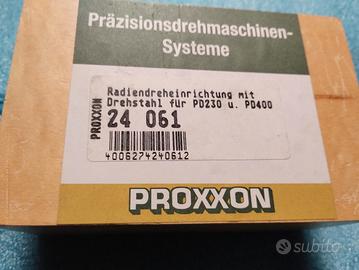 Präzisionsdrehmaschinen-
Systeme
PROXXON
Radiendreheinrichtung mit
Drehstahl für PD230 u. PD400
24 061
4006274240612
PROXXON
subito